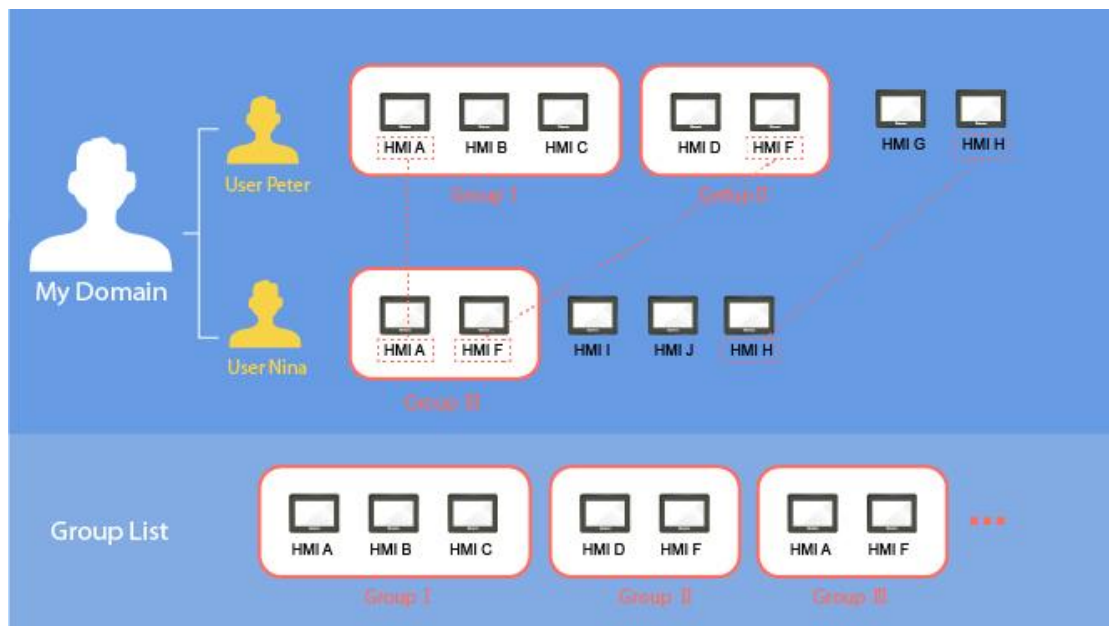 HMI A HMI B HMI C HMI D HMI F HMI G HMI H
User Peter
Group I Group II
My Domain
HMI A HMI F HMI I HMI J HMI H
User Nina
Group III
Group List
HMI A HMI B HMI C HMI D HMI F HMI A HMI F
...
Group I Group II Group III